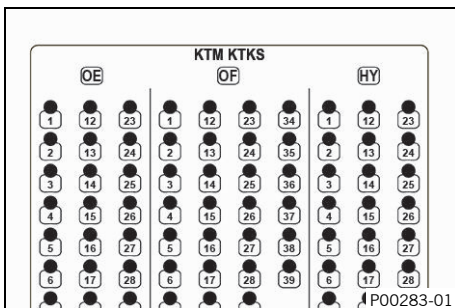 KTM KTKS
OE OF HY
1 12 23 1 12 23 34 1 12 23
2 13 24 2 13 24 35 2 13 24
3 14 25 3 14 25 36 3 14 25
4 15 26 4 15 26 37 4 15 26
5 16 27 5 16 27 38 5 16 27
6 17 28 6 17 28 39 6 17 28
P00283-01